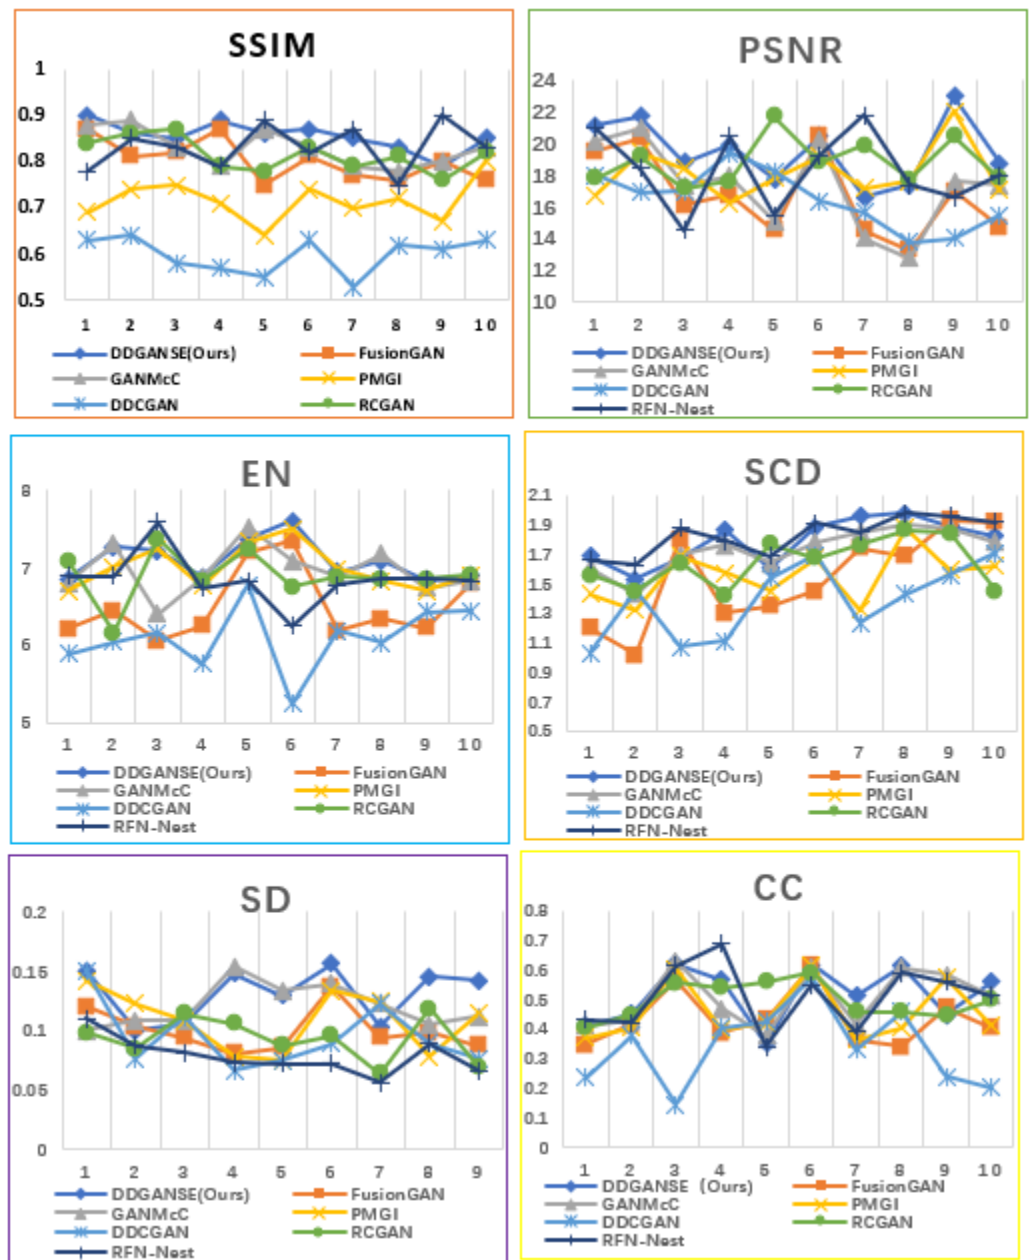 SSIM
1
0.9
0.8
0.7
0.6
0.5
1 2 3 4 5 6 7 8 9 10
DDGANSE(Ours) FusionGAN
GANMcC PMGI
DDCGAN RCGAN
PSNR
24
22
20
18
16
14
12
10
1 2 3 4 5 6 7 8 9 10
DDGANSE(Ours) FusionGAN
GANMcC PMGI
DDCGAN RCGAN
RFN-Nest
EN
8
7
6
5
1 2 3 4 5 6 7 8 9 10
DDGANSE(Ours) FusionGAN
GANMcC PMGI
DDCGAN RCGAN
RFN-Nest
SCD
2.1
1.9
1.7
1.5
1.3
1.1
0.9
0.7
0.5
1 2 3 4 5 6 7 8 9 10
DDGANSE(Ours) FusionGAN
GANMcC PMGI
DDCGAN RCGAN
RFN-Nest
SD
0.2
0.15
0.1
0.05
0
1 2 3 4 5 6 7 8 9
DDGANSE(Ours) FusionGAN
GANMcC PMGI
DDCGAN RCGAN
RFN-Nest
CC
0.8
0.7
0.6
0.5
0.4
0.3
0.2
0.1
0
1 2 3 4 5 6 7 8 9 10
DDGANSE（Ours) FusionGAN
GANMcC PMGI
DDCGAN RCGAN
RFN-Nest